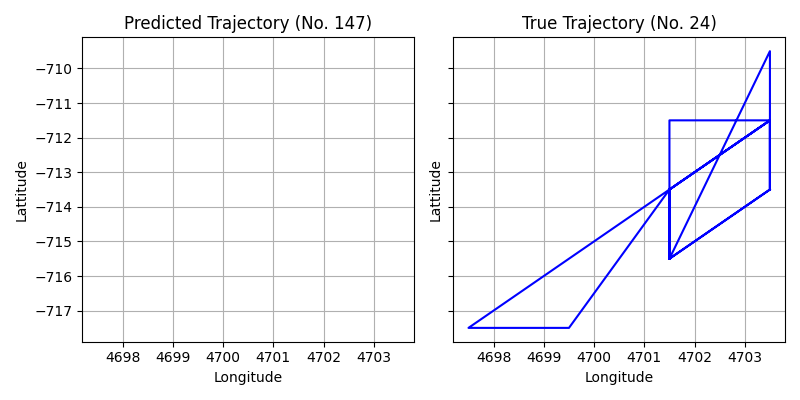 Predicted Trajectory (No. 147)
True Trajectory (No. 24)
Lattitude
−710
−711
−712
−713
−714
−715
−716
−717
4698 4699 4700 4701 4702 4703
Longitude
Lattitude
4698 4699 4700 4701 4702 4703
Longitude